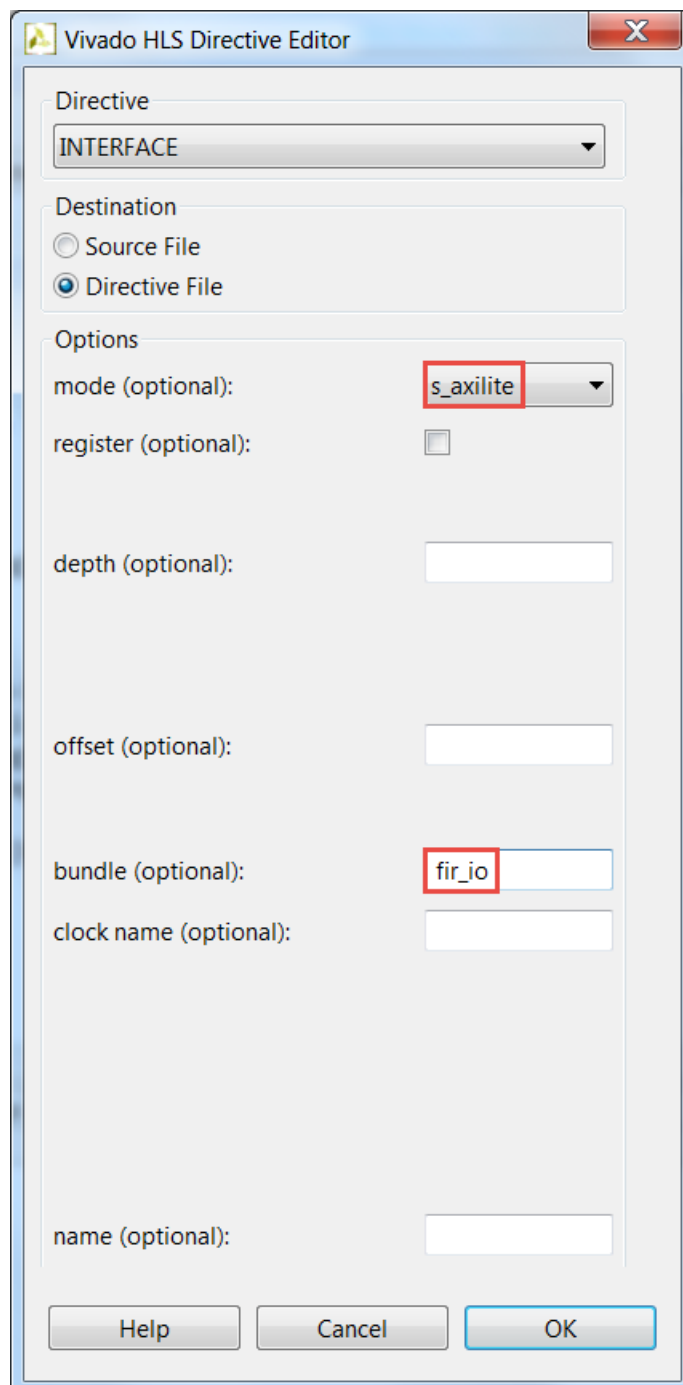 Vivado HLS Directive Editor
Directive
INTERFACE
Destination
Source File
Directive File
Options
mode (optional): s_axilite
register (optional):
depth (optional):
offset (optional):
bundle (optional): fir_io
clock name (optional):
name (optional):
Help Cancel OK